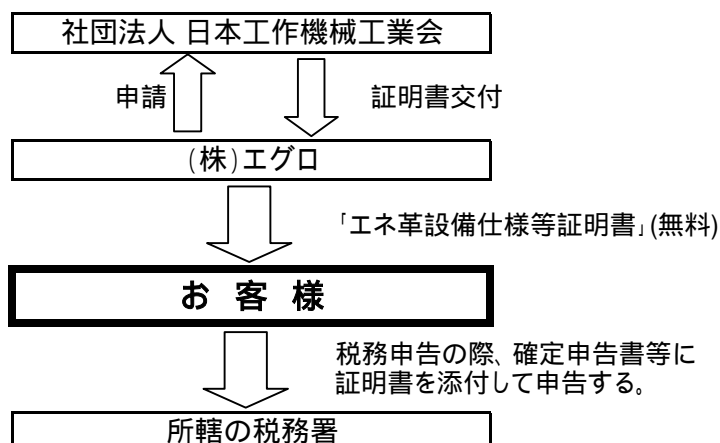 社団法人 日本工作機械工業会
申請
証明書交付
(株)エグロ
「エネ革設備仕様等証明書」(無料)
お 客 様
税務申告の際、確定申告書等に
証明書を添付して申告する。
所轄の税務署